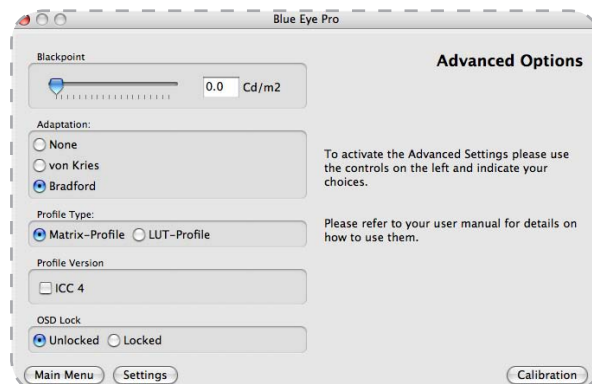 Blue Eye Pro
Blackpoint
0.0 Cd/m2
Advanced Options
Adaptation:
None
von Kries
Bradford
To activate the Advanced Settings please use
the controls on the left and indicate your
choices.
Please refer to your user manual for details on
how to use them.
Profile Type:
Matrix-Profile LUT-Profile
Profile Version
ICC 4
OSD Lock
Unlocked Locked
Main Menu Settings Calibration